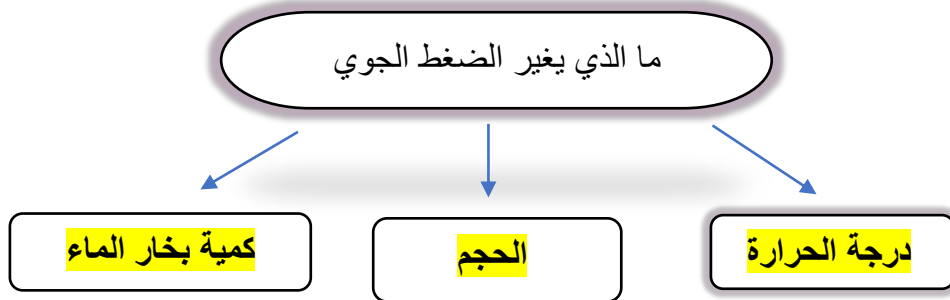 ما الذي يغير الضغط الجوي
درجة الحرارة
الحجم
كمية بخار الماء